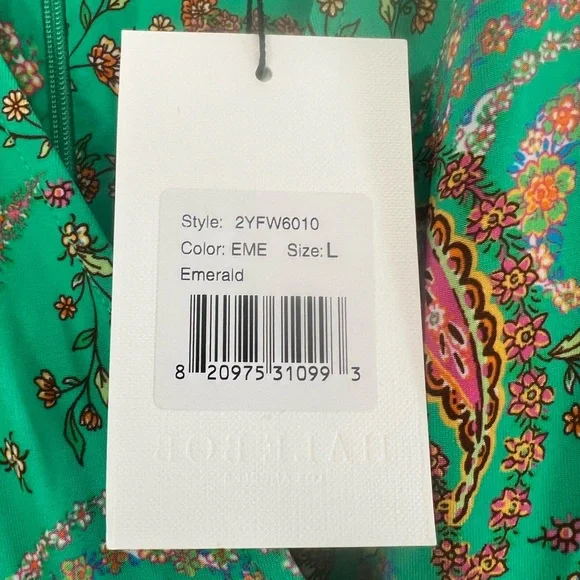 Style: 2YFW6010
Color: EME Size: L
Emerald
8 20975 31099 3